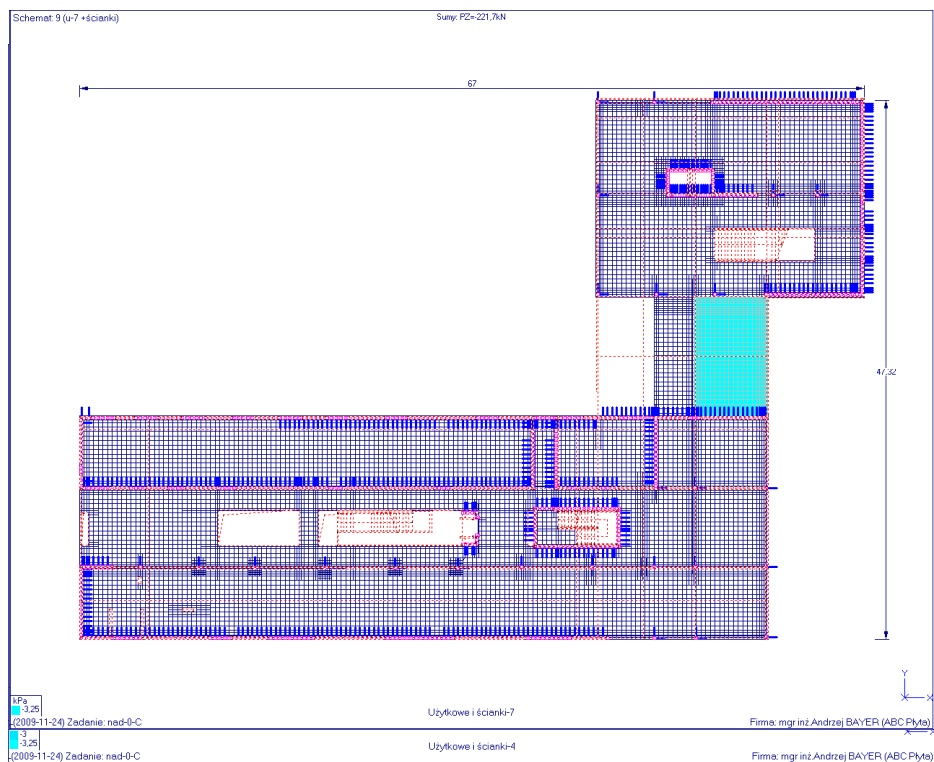 Schemat: 9 (u-7 +ścianki)
Sumy: PZ=-221,7kN
67
47,32
Y
X
kPa
-3,25
(2009-11-24) Zadanie: nad-0-C
Użytkowe i ścianki-7
Firma: mgr inż.Andrzej BAYER (ABC Płyta)
-3
-3,25
(2009-11-24) Zadanie: nad-0-C
Użytkowe i ścianki-4
Firma: mgr inż.Andrzej BAYER (ABC Płyta)